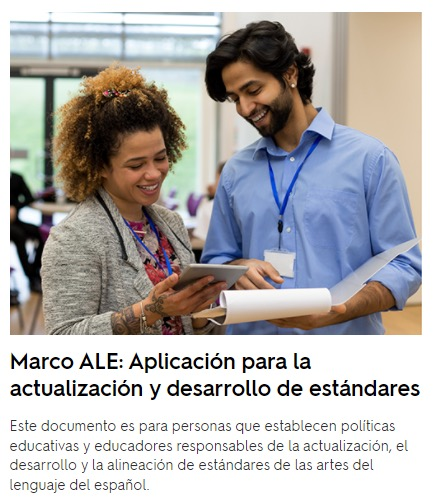 Marco ALE: Aplicación para la
actualización y desarrollo de estándares
Este documento es para personas que establecen políticas
educativas y educadores responsables de la actualización, el
desarrollo y la alineación de estándares de las artes del
lenguaje del español.